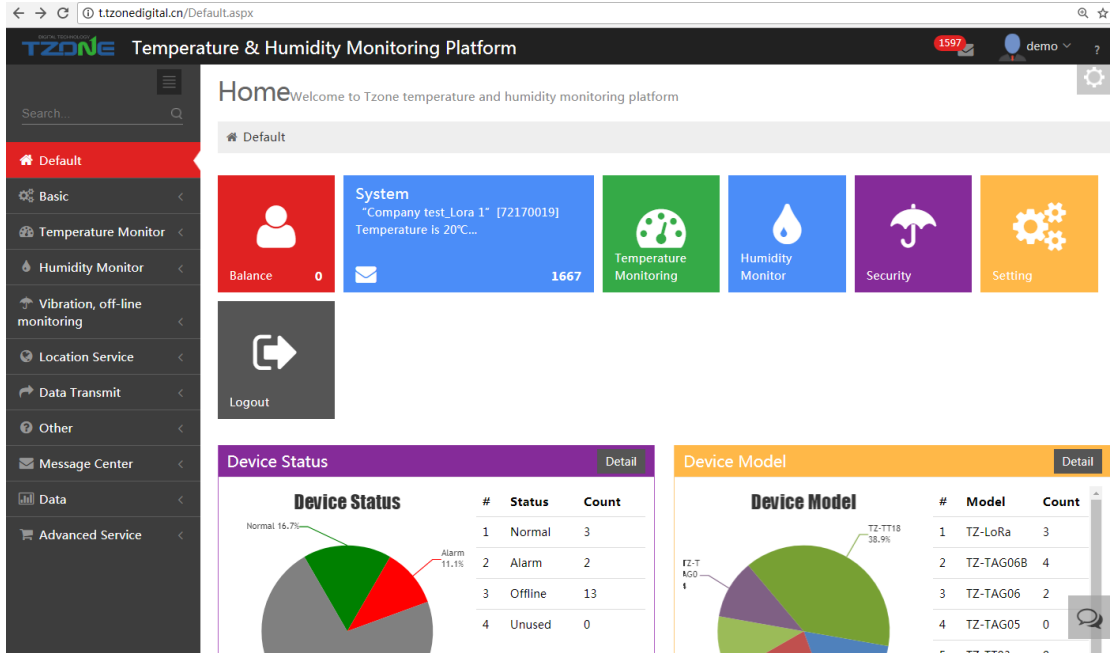 t.tzonedigital.cn/Default.aspx
TZONE Temperature & Humidity Monitoring Platform
1597
demo
?
Search...
Default
Basic
Temperature Monitor
Humidity Monitor
Vibration, off-line
monitoring
Location Service
Data Transmit
Other
Message Center
Data
Advanced Service
Home Welcome to Tzone temperature and humidity monitoring platform
Default
Balance 0
System
"Company test_Lora 1" [72170019]
Temperature is 20℃...
1667
Temperature
Monitoring
Humidity
Monitor
Security
Setting
Logout
Device Status Detail
Device Status
Normal 16.7%
Alarm
11.1%
# Status Count
1 Normal 3
2 Alarm 2
3 Offline 13
4 Unused 0
Device Model Detail
Device Model
TZ-TT18
38.9%
# Model Count
1 TZ-LoRa 3
2 TZ-TAG06B 4
3 TZ-TAG06 2
4 TZ-TAG05 0